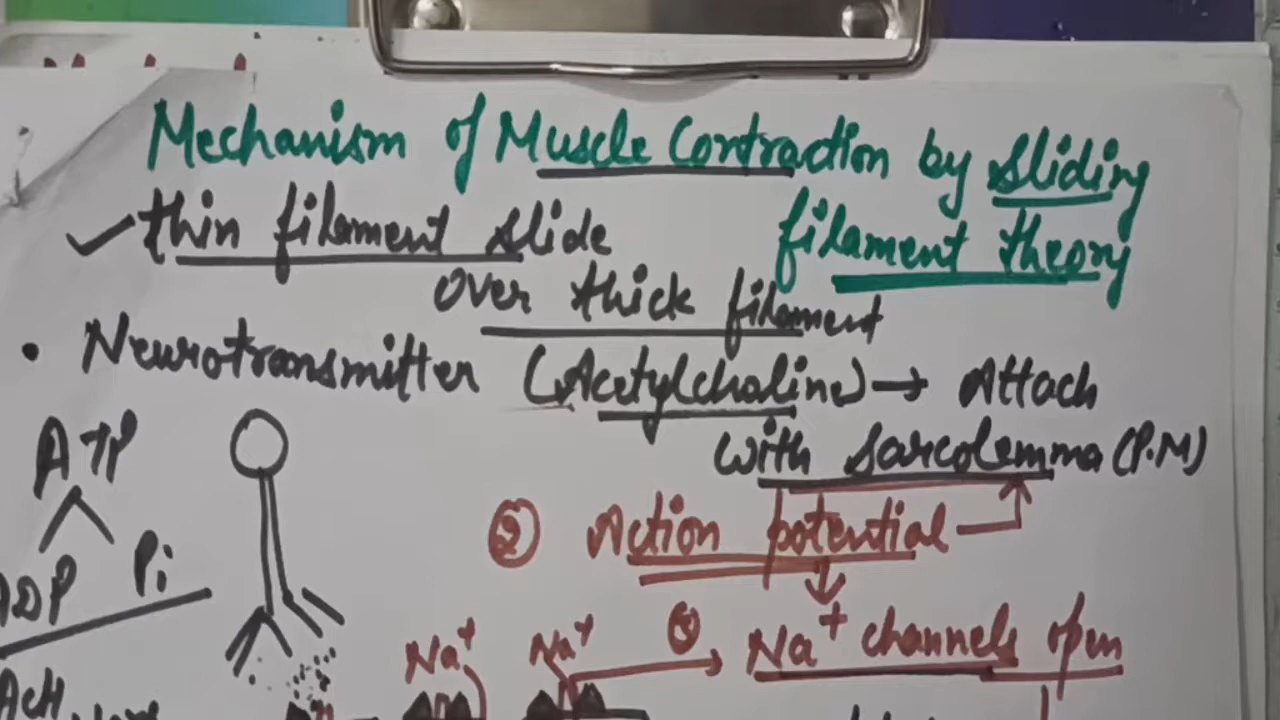 Mechanism of Muscle Contraction by Sliding
filament theory
✓ thin filament slide
over thick filament
• Neurotransmitter (Acetylcholine) → Attach
with Sarcolemma (P.M)
② Action potential
ATP
ADP Pi
Na+ Na+ ③ → Na+ channels open
ACH